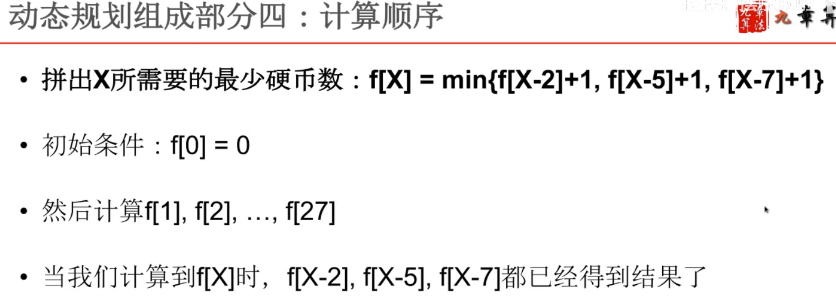 动态规划组成部分四：计算顺序
九章算
• 拼出X所需要的最少硬币数：f[X] = min{f[X-2]+1, f[X-5]+1, f[X-7]+1}
• 初始条件：f[0] = 0
• 然后计算f[1], f[2], …, f[27]
• 当我们计算到f[X]时，f[X-2], f[X-5], f[X-7]都已经得到结果了